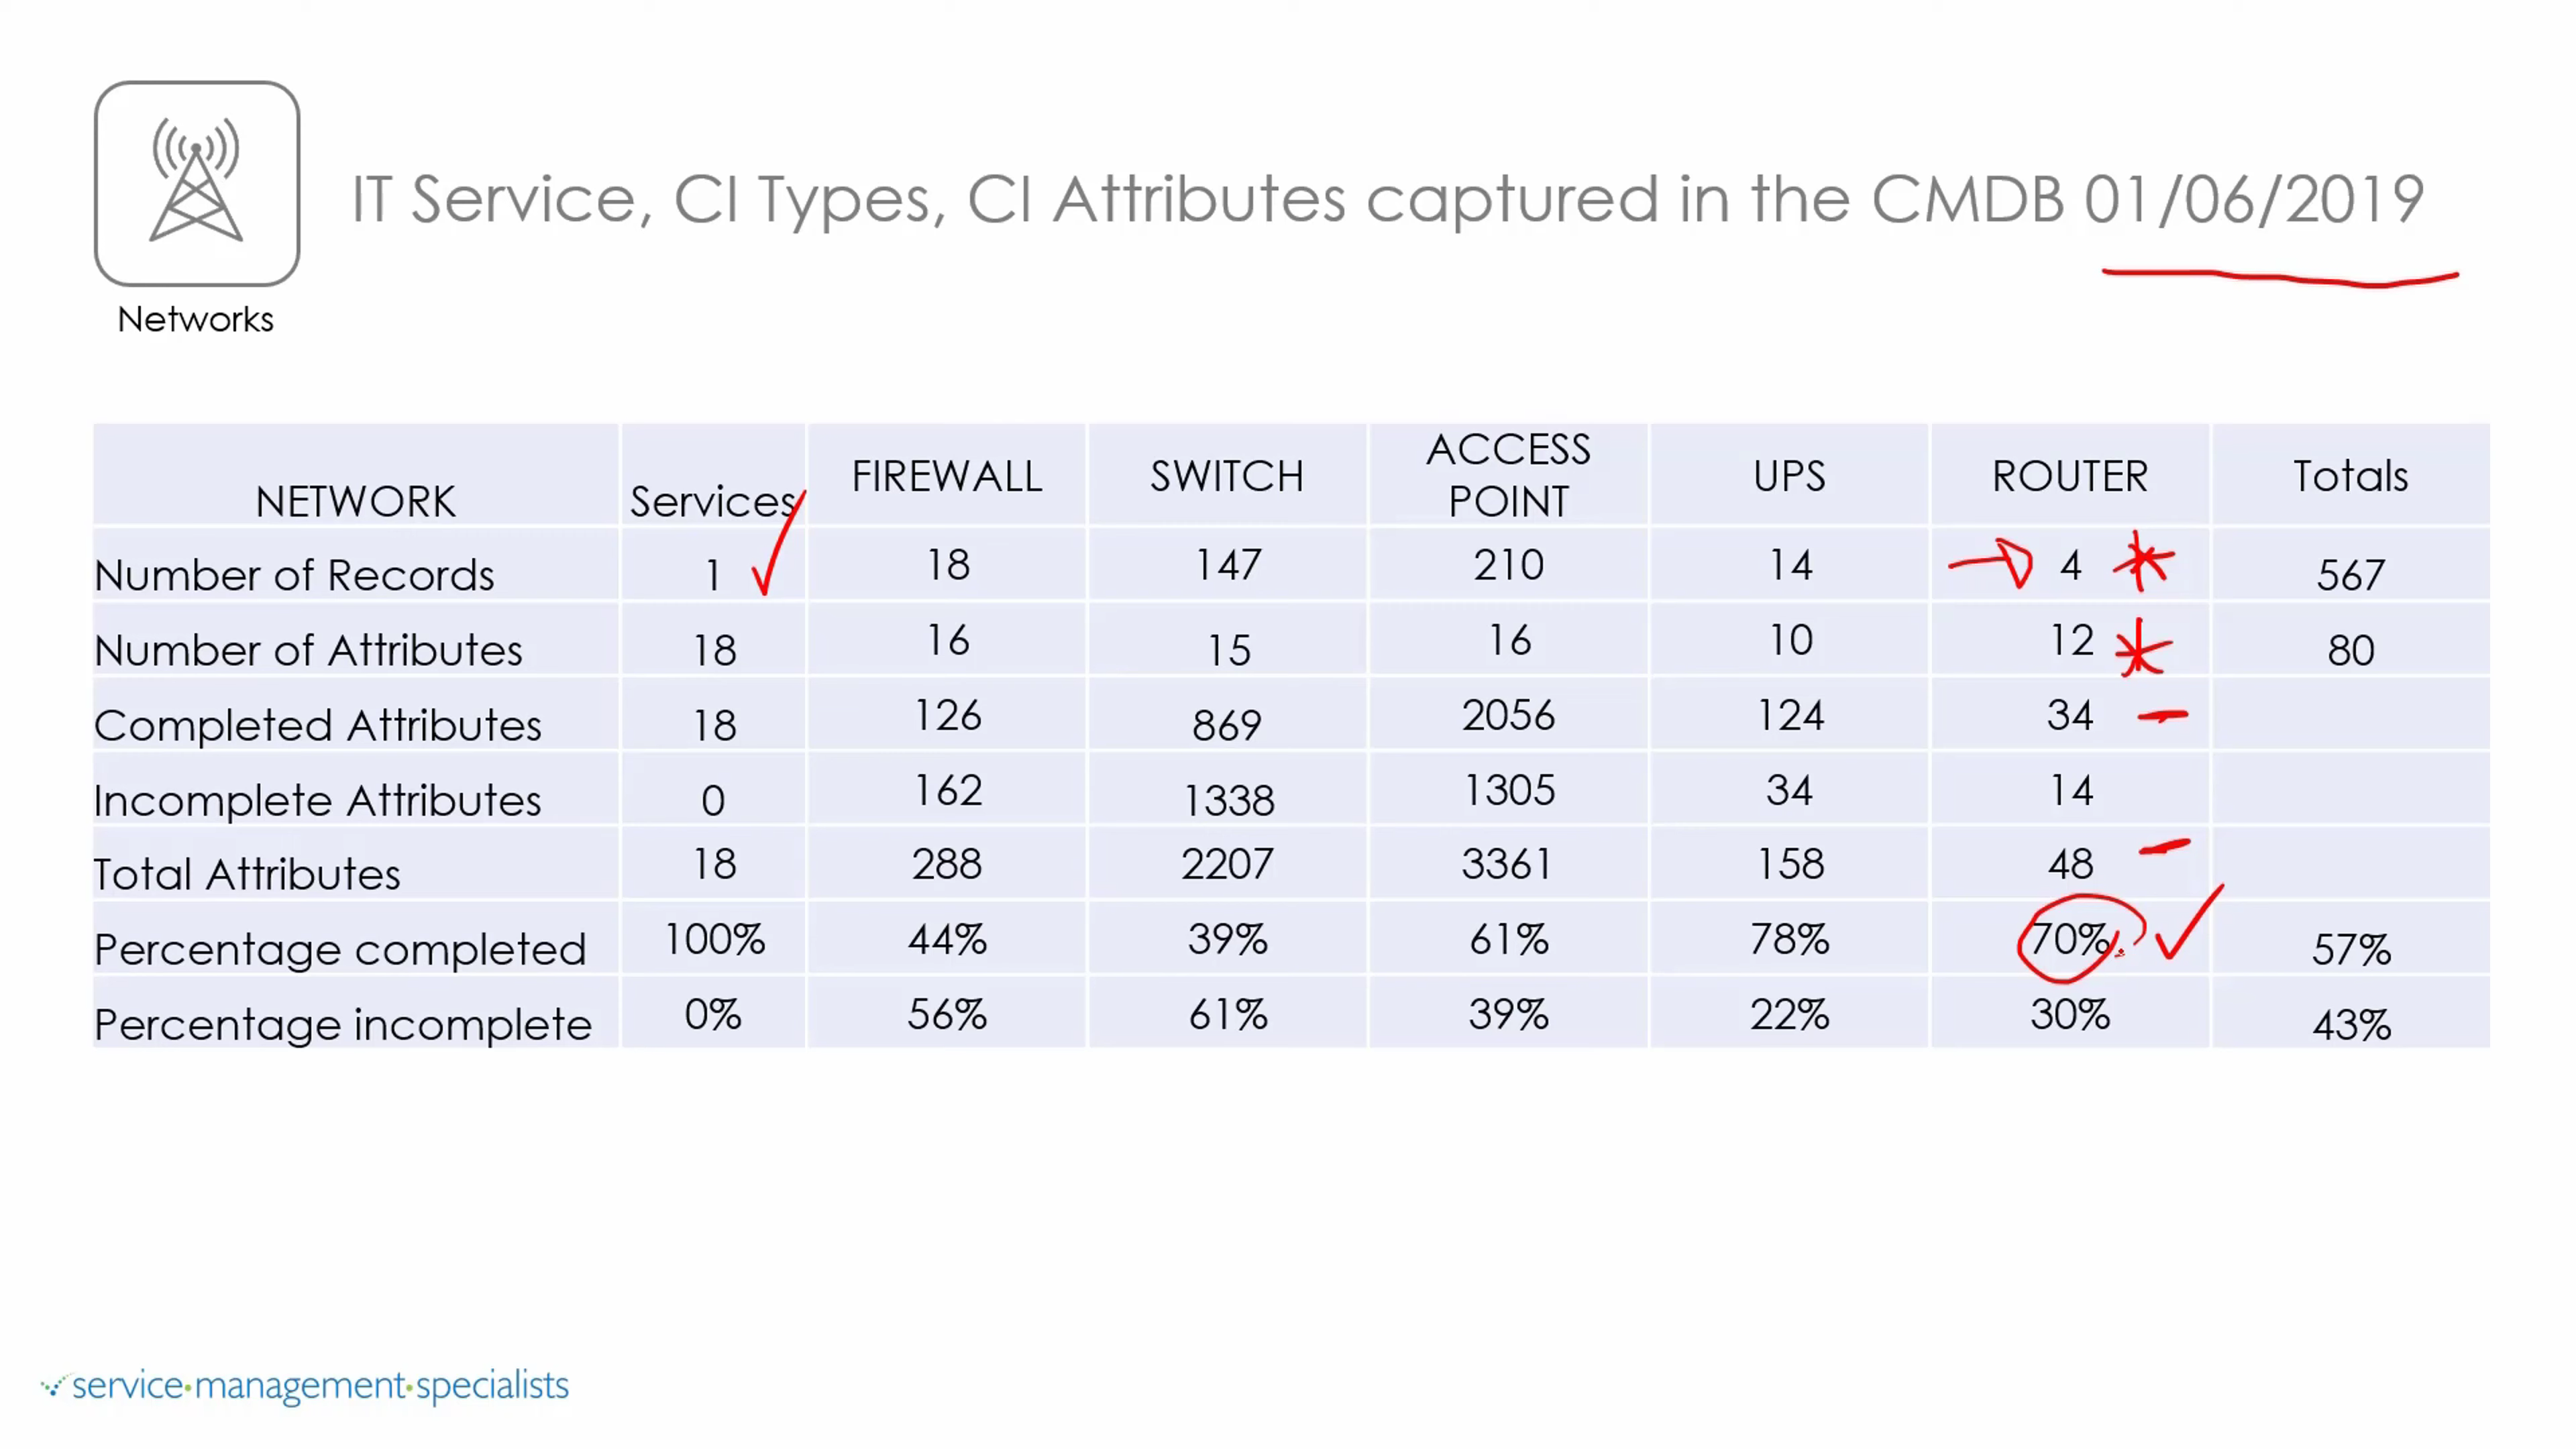 IT Service, CI Types, CI Attributes captured in the CMDB 01/06/2019
Networks
NETWORK Services FIREWALL SWITCH ACCESS POINT UPS ROUTER Totals
Number of Records 1 18 147 210 14 4 567
Number of Attributes 18 16 15 16 10 12 80
Completed Attributes 18 126 869 2056 124 34
Incomplete Attributes 0 162 1338 1305 34 14
Total Attributes 18 288 2207 3361 158 48
Percentage completed 100% 44% 39% 61% 78% 70% 57%
Percentage incomplete 0% 56% 61% 39% 22% 30% 43%
service•management•specialists